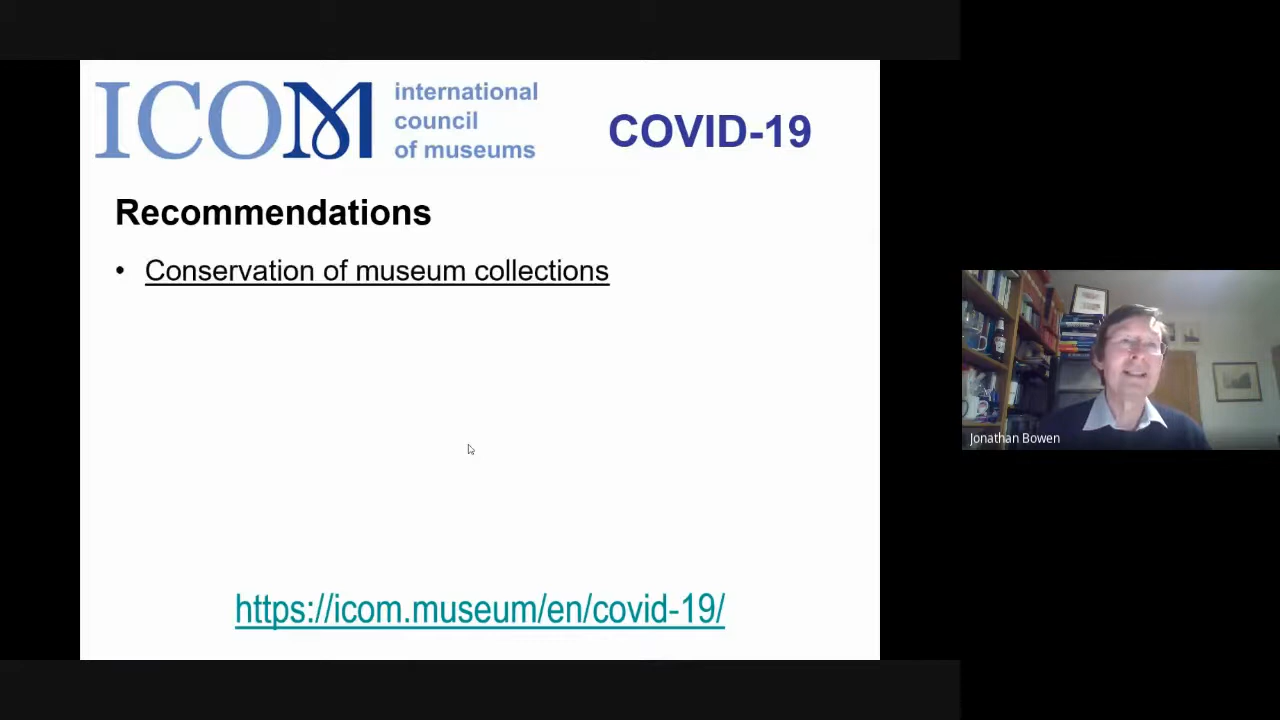 ICOM
international
council
of museums
COVID-19
Recommendations
• Conservation of museum collections
https://icom.museum/en/covid-19/
Jonathan Bowen